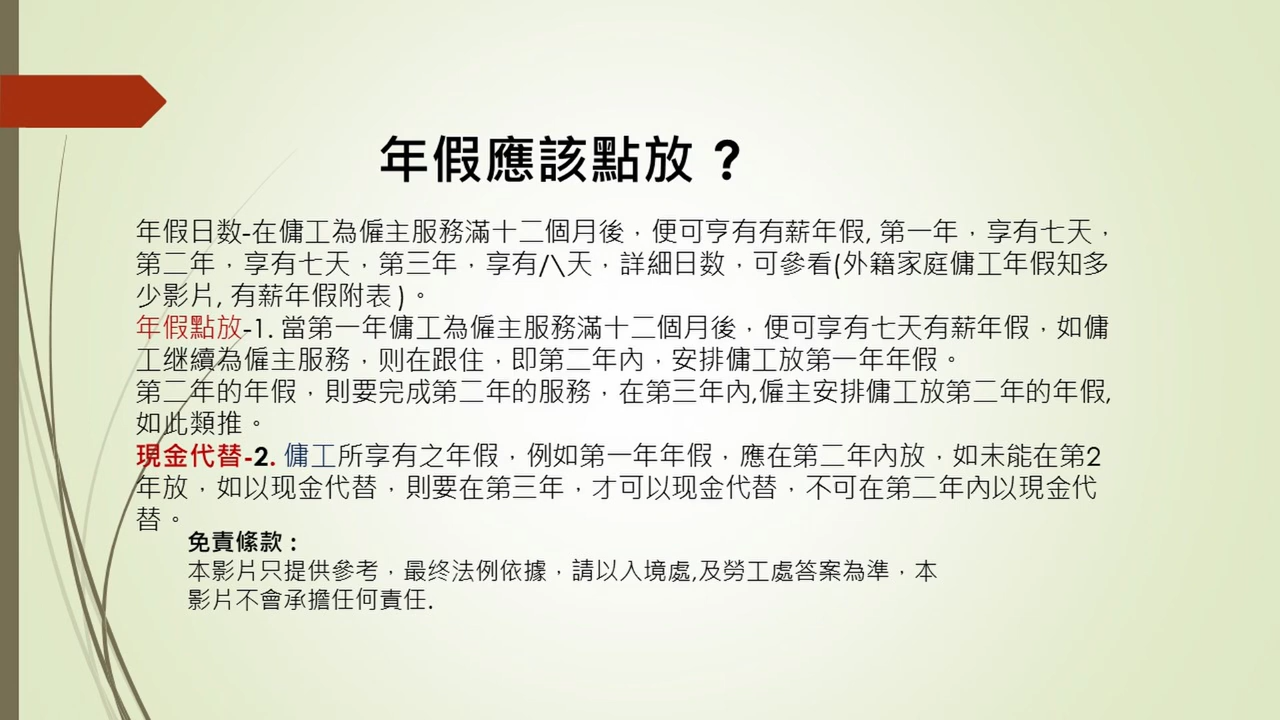 年假應該點放 ?
年假日数-在傭工為僱主服務滿十二個月後，便可亨有有薪年假, 第一年，享有七天，
第二年，享有七天，第三年，享有/\天，詳細日数，可參看(外籍家庭傭工年假知多
少影片, 有薪年假附表 )。
年假點放-1. 當第一年傭工為僱主服務滿十二個月後，便可享有七天有薪年假，如傭
工继續為僱主服務，则在跟住，即第二年內，安排傭工放第一年年假。
第二年的年假，則要完成第二年的服務，在第三年內,僱主安排傭工放第二年的年假,
如此類推。
現金代替-2. 傭工所享有之年假，例如第一年年假，應在第二年內放，如未能在第2
年放，如以现金代替，則要在第三年，才可以现金代替，不可在第二年內以現金代
替。
免責條款 :
本影片只提供參考，最终法例依據，請以入境處,及勞工處答案為準，本
影片不會承擔任何責任.